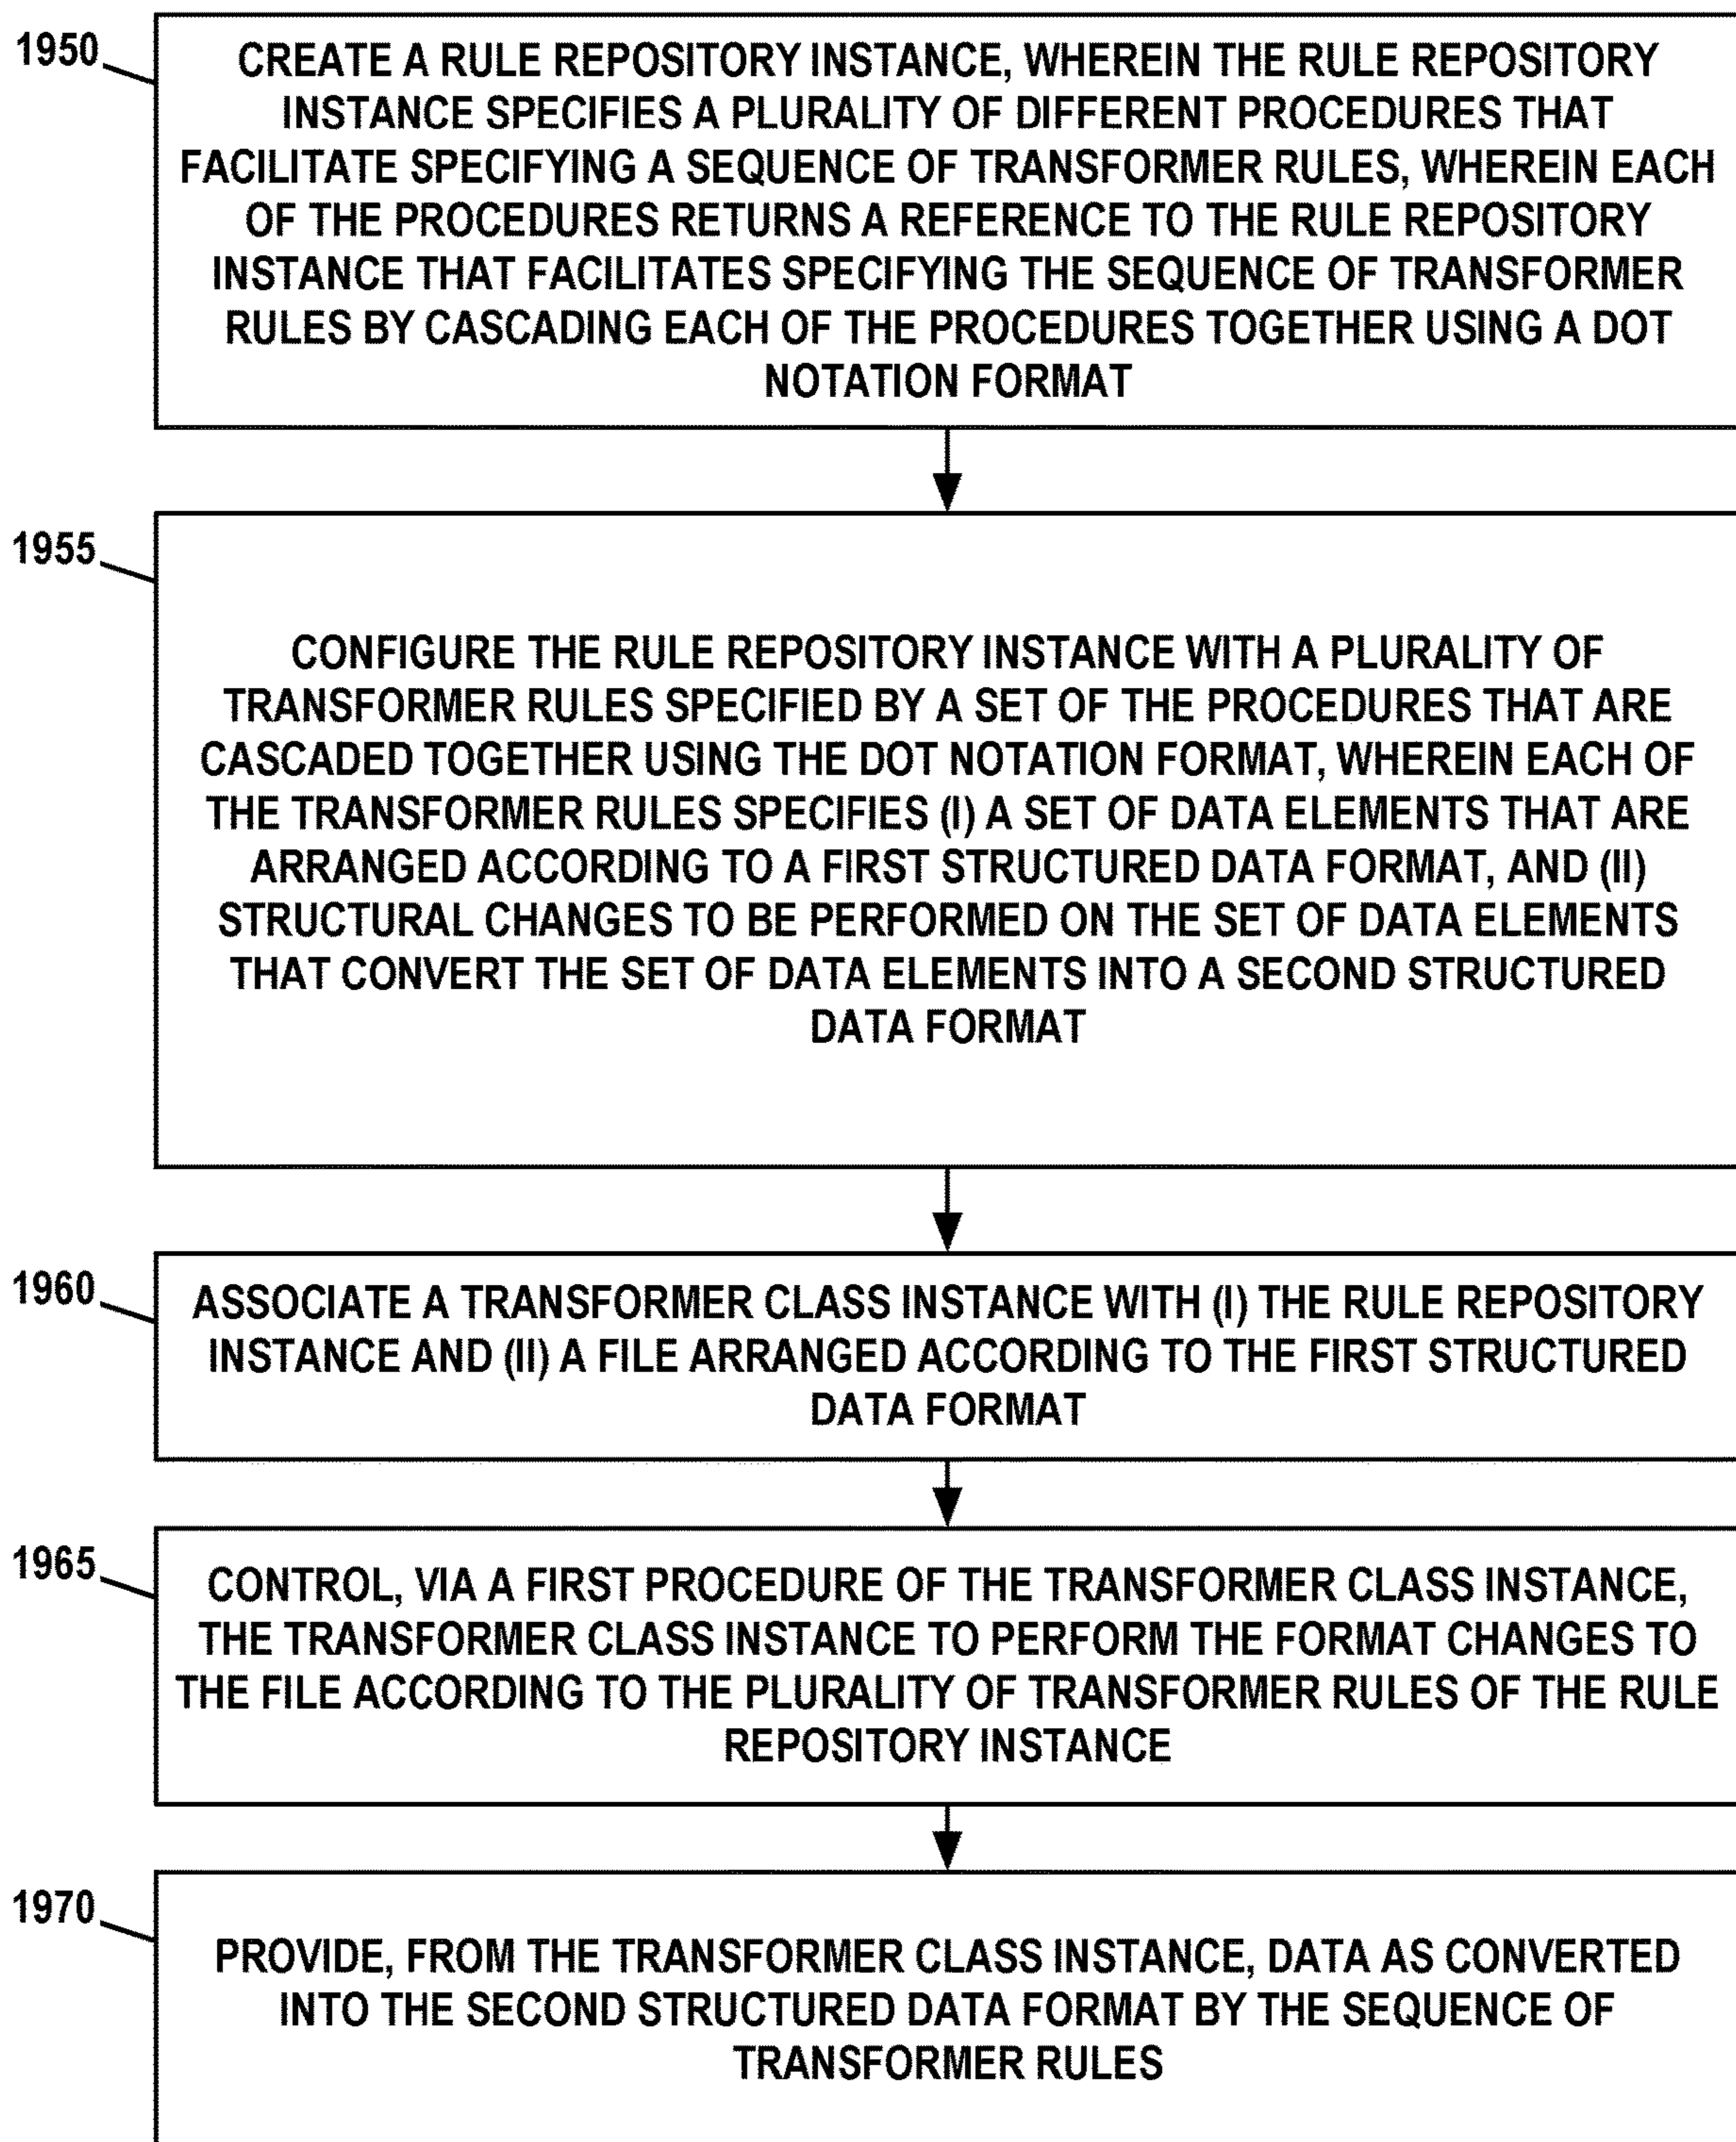 1950
CREATE A RULE REPOSITORY INSTANCE, WHEREIN THE RULE REPOSITORY
INSTANCE SPECIFIES A PLURALITY OF DIFFERENT PROCEDURES THAT
FACILITATE SPECIFYING A SEQUENCE OF TRANSFORMER RULES, WHEREIN EACH
OF THE PROCEDURES RETURNS A REFERENCE TO THE RULE REPOSITORY
INSTANCE THAT FACILITATES SPECIFYING THE SEQUENCE OF TRANSFORMER
RULES BY CASCADING EACH OF THE PROCEDURES TOGETHER USING A DOT
NOTATION FORMAT
1955
CONFIGURE THE RULE REPOSITORY INSTANCE WITH A PLURALITY OF
TRANSFORMER RULES SPECIFIED BY A SET OF THE PROCEDURES THAT ARE
CASCADED TOGETHER USING THE DOT NOTATION FORMAT, WHEREIN EACH OF
THE TRANSFORMER RULES SPECIFIES (I) A SET OF DATA ELEMENTS THAT ARE
ARRANGED ACCORDING TO A FIRST STRUCTURED DATA FORMAT, AND (II)
STRUCTURAL CHANGES TO BE PERFORMED ON THE SET OF DATA ELEMENTS
THAT CONVERT THE SET OF DATA ELEMENTS INTO A SECOND STRUCTURED
DATA FORMAT
1960
ASSOCIATE A TRANSFORMER CLASS INSTANCE WITH (I) THE RULE REPOSITORY
INSTANCE AND (II) A FILE ARRANGED ACCORDING TO THE FIRST STRUCTURED
DATA FORMAT
1965
CONTROL, VIA A FIRST PROCEDURE OF THE TRANSFORMER CLASS INSTANCE,
THE TRANSFORMER CLASS INSTANCE TO PERFORM THE FORMAT CHANGES TO
THE FILE ACCORDING TO THE PLURALITY OF TRANSFORMER RULES OF THE RULE
REPOSITORY INSTANCE
1970
PROVIDE, FROM THE TRANSFORMER CLASS INSTANCE, DATA AS CONVERTED
INTO THE SECOND STRUCTURED DATA FORMAT BY THE SEQUENCE OF
TRANSFORMER RULES